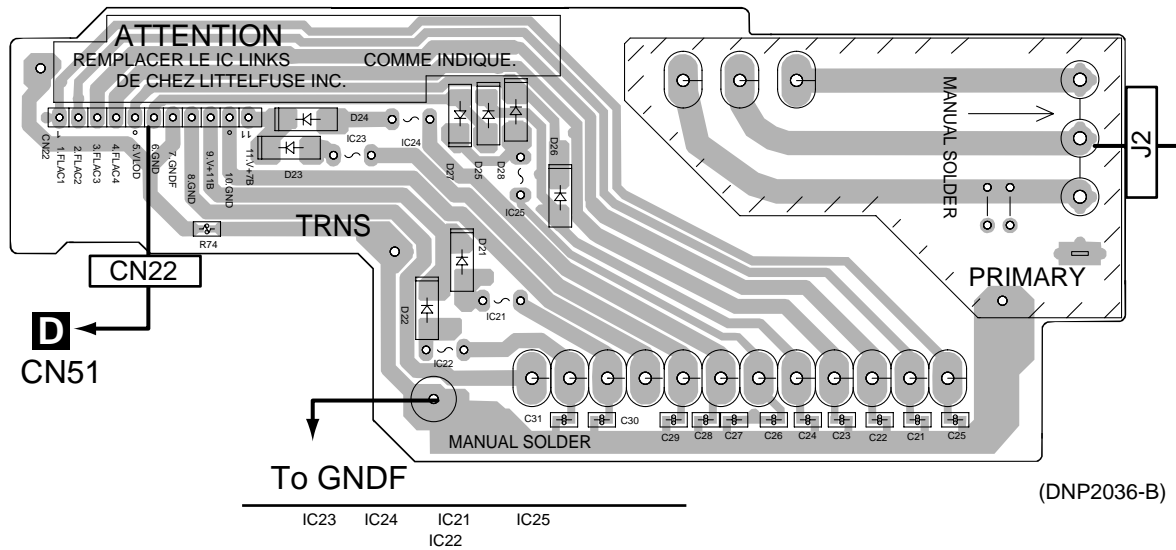 ATTENTION
REMPLACER LE IC LINKS COMME INDIQUE.
DE CHEZ LITTELFUSE INC.
CN22
1
11
1.FLAC1
2.FLAC2
3.FLAC3
4.FLAC4
5.VLOD
6.GND
7.GNDF
8.GND
9.V+11B
10.GND
11.V+7B
D24
IC23
IC24
D23
D27
D25
D28
IC25
D26
MANUAL SOLDER
MANUAL SOLDER
J2
R74
TRNS
D21
D22
IC21
IC22
PRIMARY
CN22
D
CN51
C31
C30
C29
C28
C27
C26
C24
C23
C22
C21
C25
MANUAL SOLDER
To GNDF
(DNP2036-B)
IC23 IC24 IC21 IC25
IC22